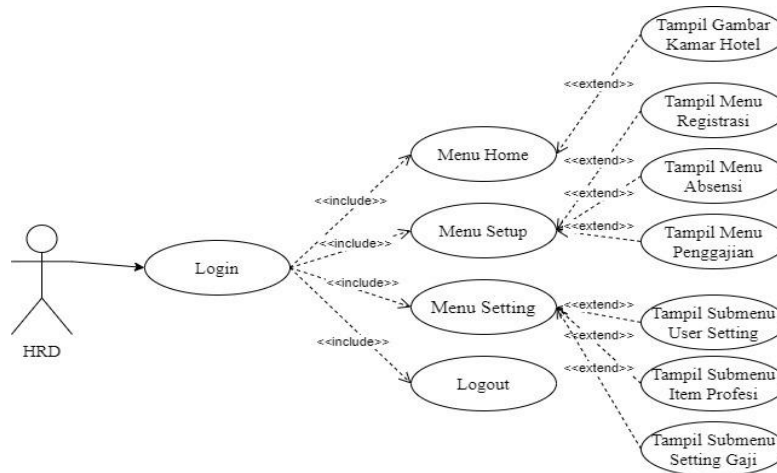 Tampil Gambar
Kamar Hotel
<<extend>>
Tampil Menu
Registrasi
Menu Home
<<extend>>
Tampil Menu
Absensi
<<include>>
<<extend>>
Menu Setup
<<include>>
<<extend>>
Tampil Menu
Penggajian
Login
<<include>>
Menu Setting
<<extend>>
Tampil Submenu
User Setting
<<include>>
<<extend>>
HRD
Logout
<<extend>>
Tampil Submenu
Item Profesi
Tampil Submenu
Setting Gaji